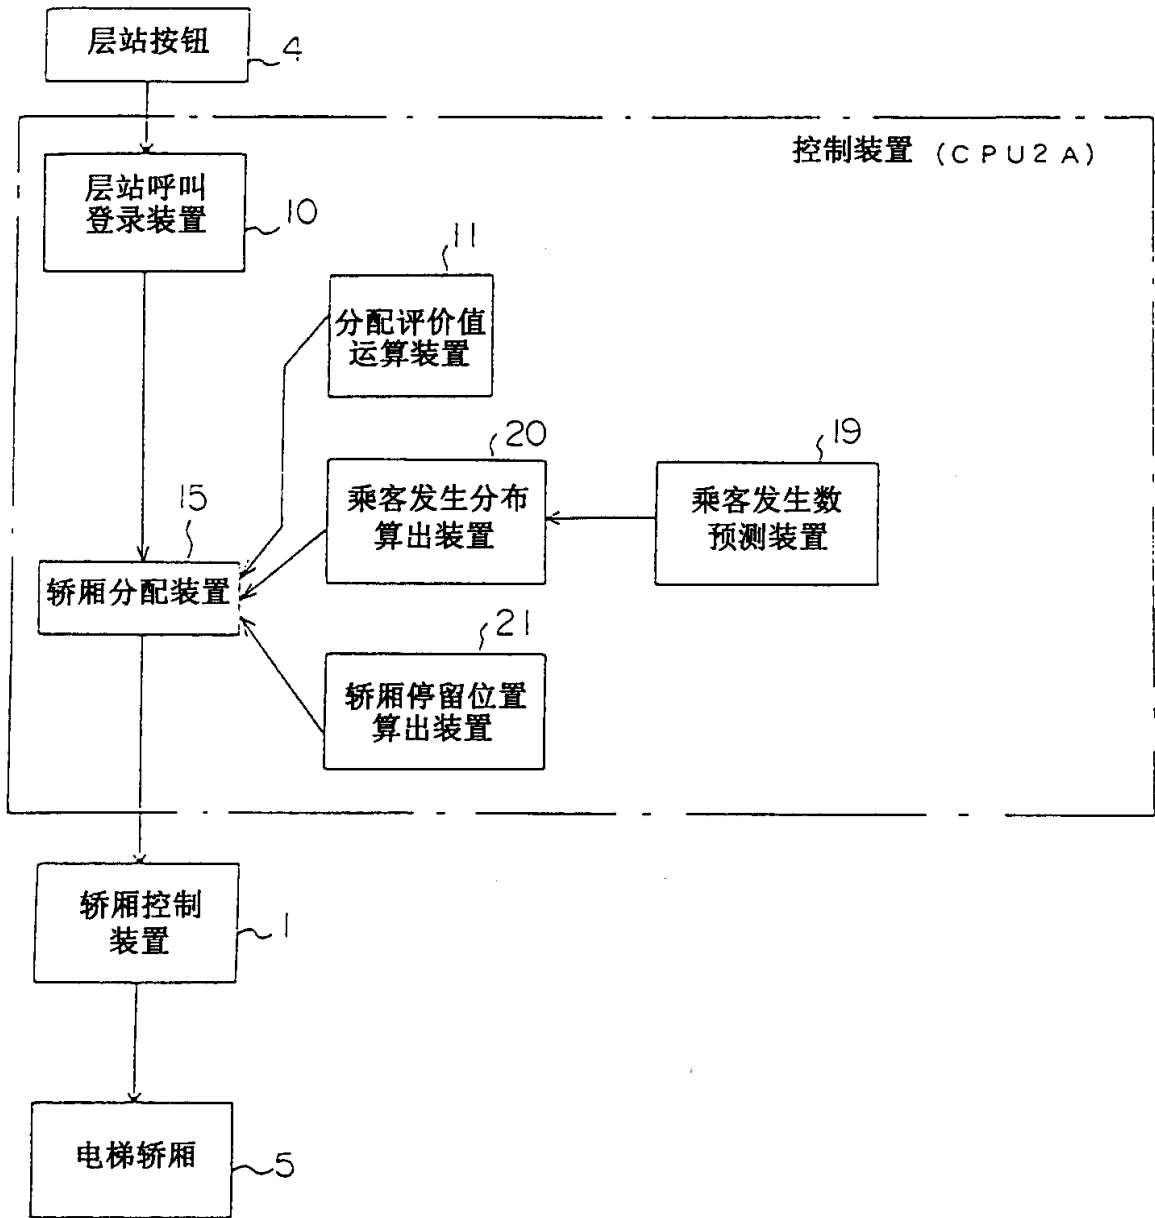 层站按钮
4
控制装置 (CPU2A)
层站呼叫
登录装置
10
11
分配评价值
运算装置
20
19
乘客发生分布
算出装置
乘客发生数
预测装置
15
轿厢分配装置
21
轿厢停留位置
算出装置
轿厢控制
装置
1
电梯轿厢
5